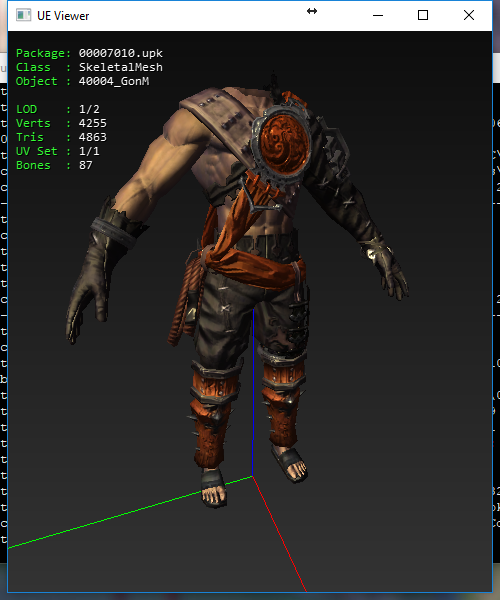 UE Viewer
Package: 00007010.upk
Class : SkeletalMesh
Object : 40004_GonM
LOD : 1/2
Verts : 4255
Tris : 4863
UV Set : 1/1
Bones : 87